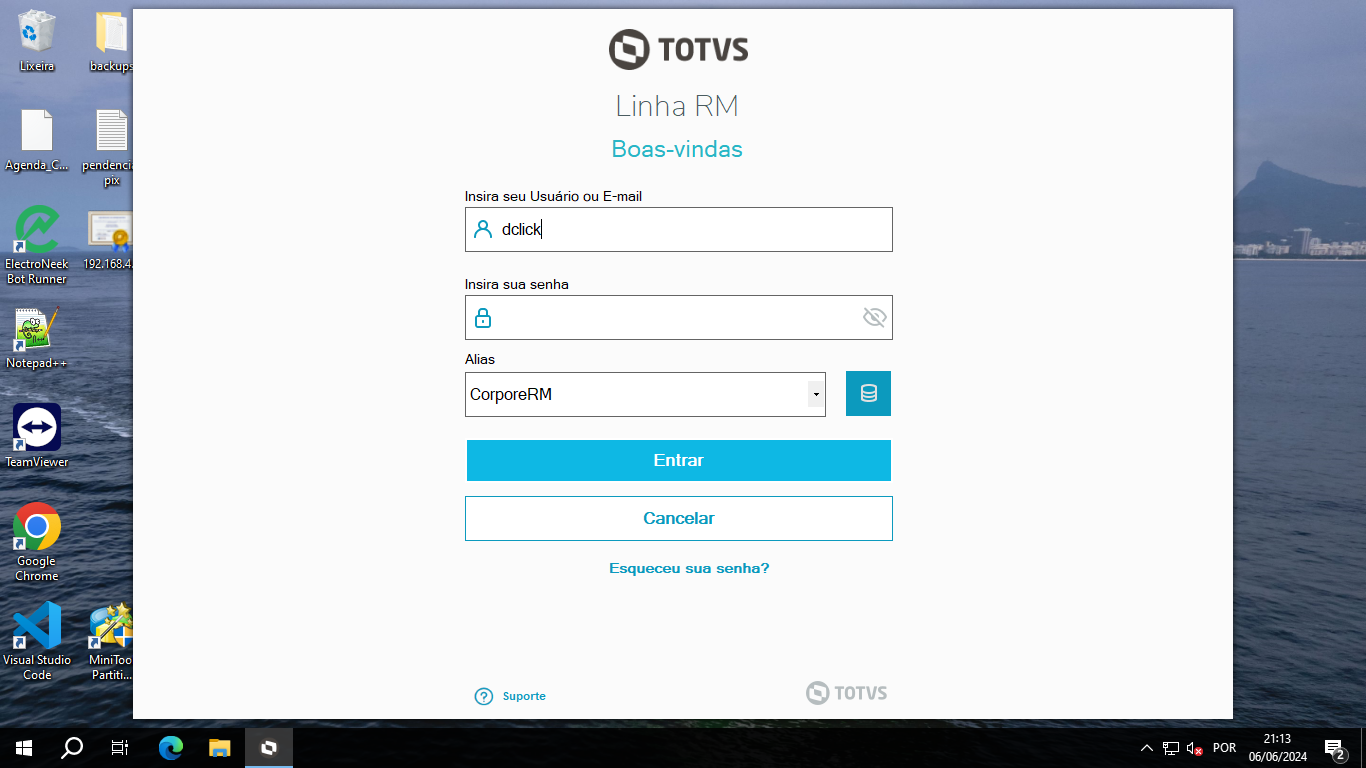 TOTVS
Linha RM
Boas-vindas
Insira seu Usuário ou E-mail
dclick
Insira sua senha
Alias
CorporeRM
Entrar
Cancelar
Esqueceu sua senha?
Suporte
TOTVS
Lixeira
backups
Agenda_C...
pendencia
pix
ElectroNeek
Bot Runner
192.168.4.
Notepad++
TeamViewer
Google
Chrome
Visual Studio
Code
MiniToo
Partiti...
POR
21:13
06/06/2024
2